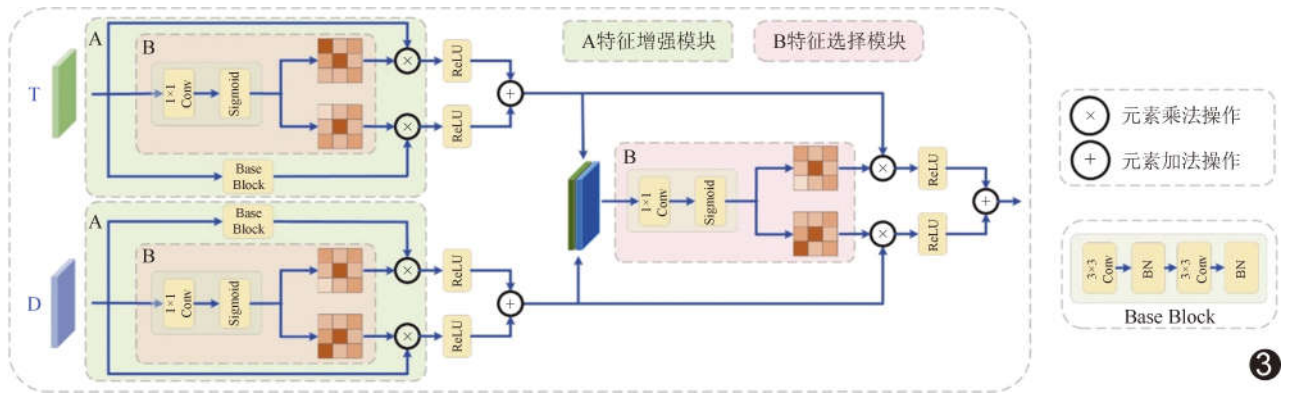 A
B
T
1×1
Conv
Sigmoid
×
×
ReLU
ReLU
+
Base
Block
A
Base
Block
B
D
1×1
Conv
Sigmoid
×
×
ReLU
ReLU
+
A特征增强模块
B特征选择模块
B
1×1
Conv
Sigmoid
×
×
ReLU
ReLU
+
× 元素乘法操作
+ 元素加法操作
3×3
Conv
BN
3×3
Conv
BN
Base Block
3